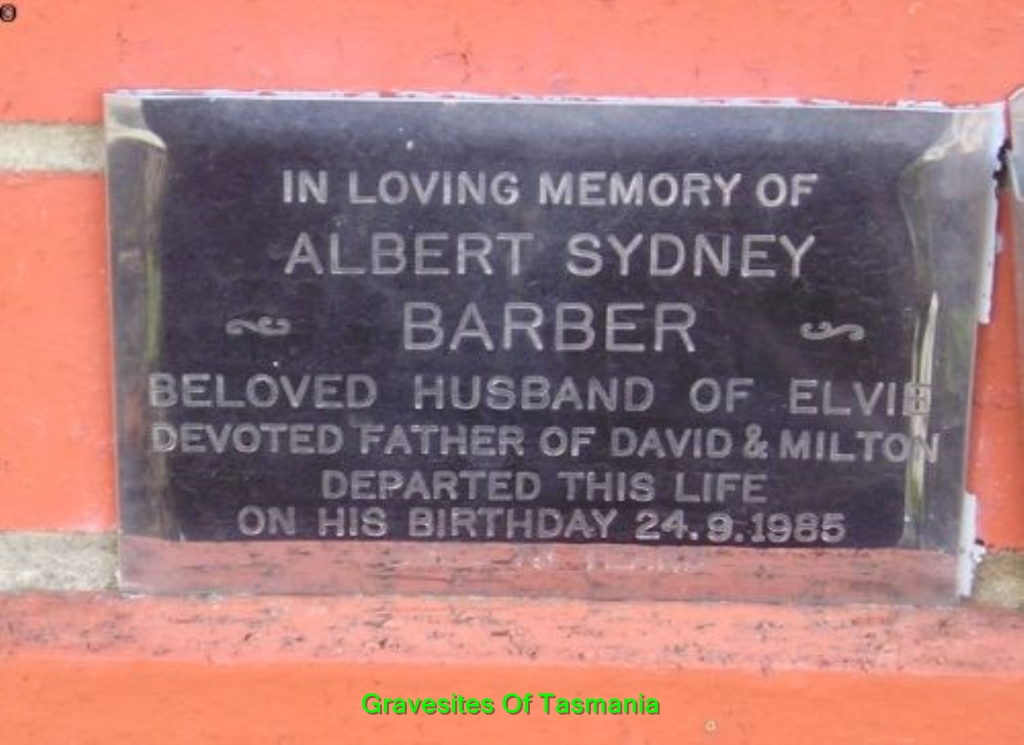 IN LOVING MEMORY OF
ALBERT SYDNEY
BARBER
BELOVED HUSBAND OF ELVIE
DEVOTED FATHER OF DAVID & MILTON
DEPARTED THIS LIFE
ON HIS BIRTHDAY 24.9.1985
Gravesites Of Tasmania